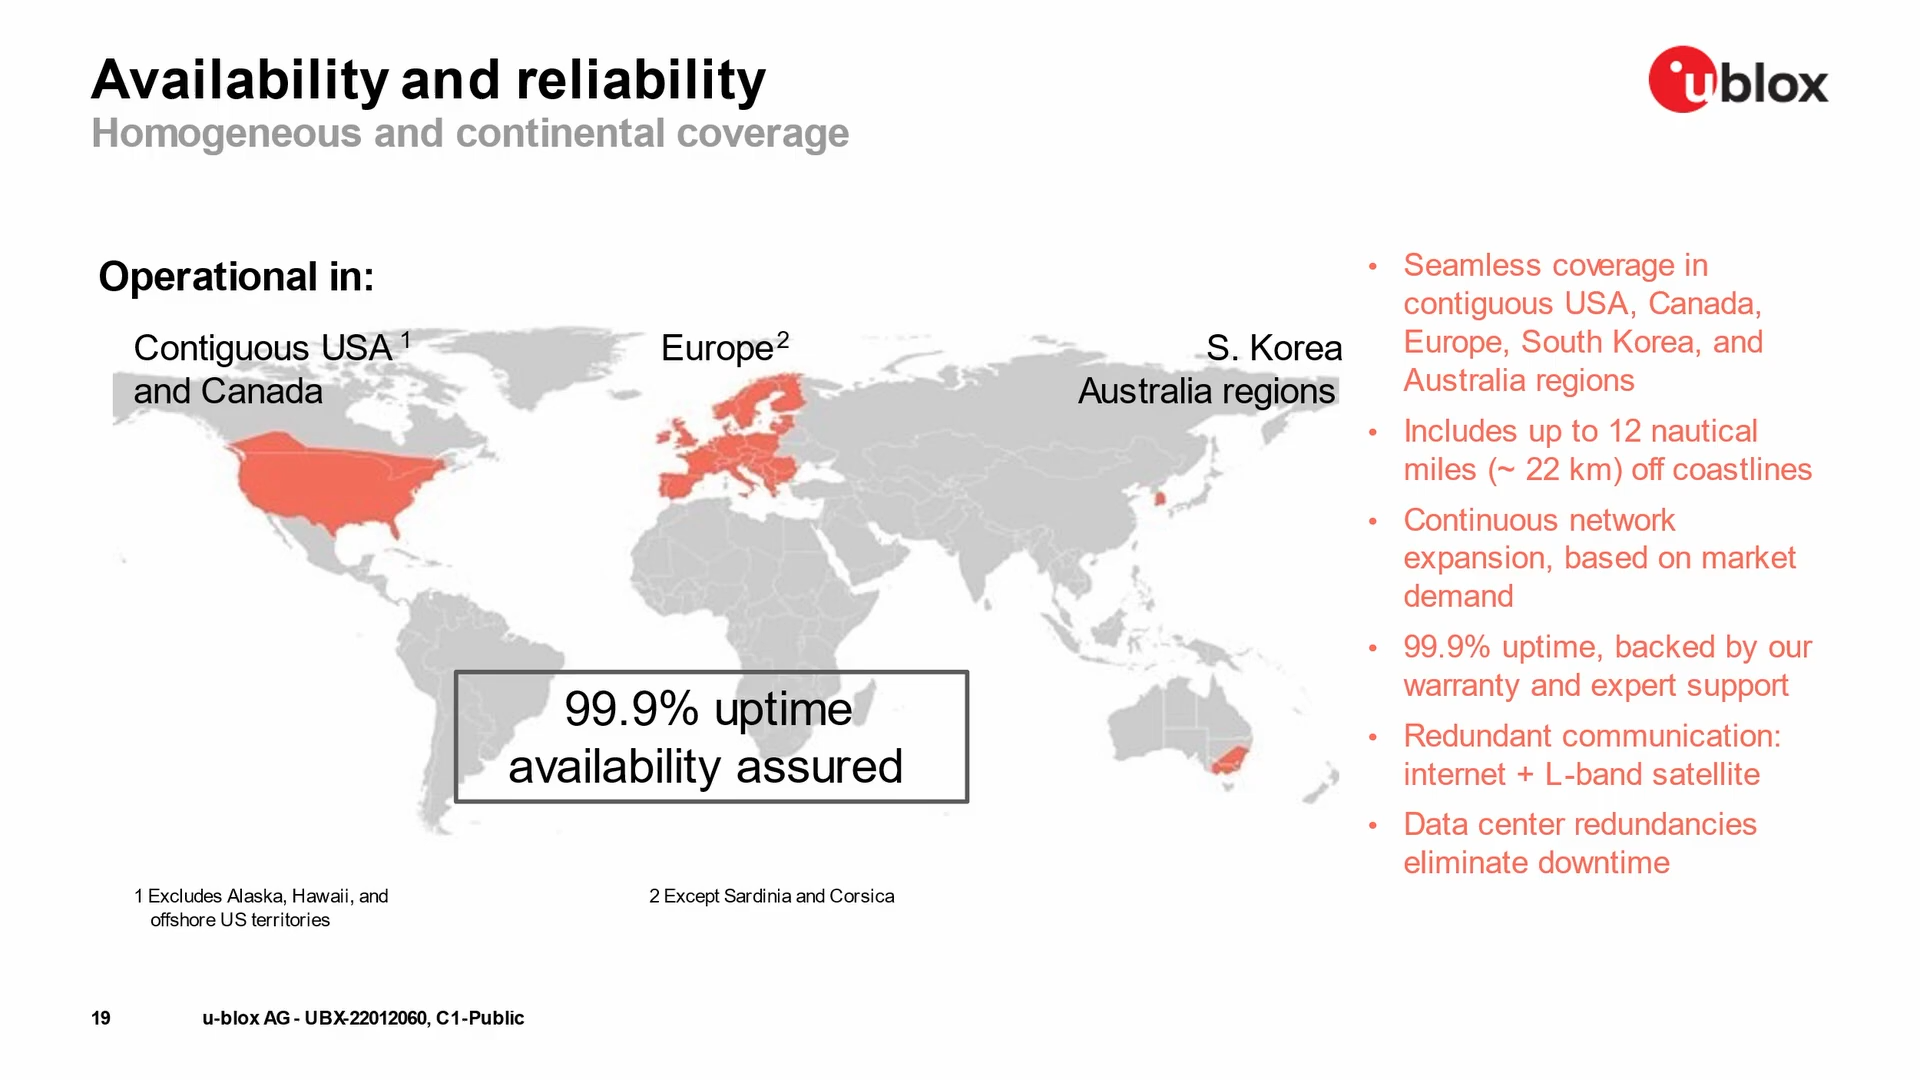 Availability and reliability
Homogeneous and continental coverage
ublox
Operational in:
Contiguous USA 1
and Canada
Europe2
S. Korea
Australia regions
99.9% uptime
availability assured
1 Excludes Alaska, Hawaii, and
offshore US territories
2 Except Sardinia and Corsica
• Seamless coverage in
contiguous USA, Canada,
Europe, South Korea, and
Australia regions
• Includes up to 12 nautical
miles (~ 22 km) off coastlines
• Continuous network
expansion, based on market
demand
• 99.9% uptime, backed by our
warranty and expert support
• Redundant communication:
internet + L-band satellite
• Data center redundancies
eliminate downtime
19
u-blox AG - UBX-22012060, C1-Public